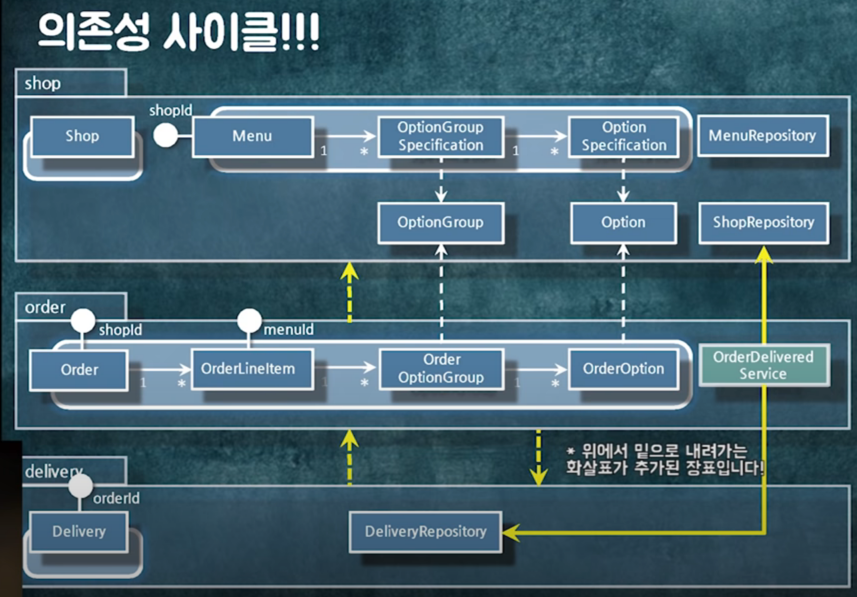 의존성 사이클!!!
shop
shopId
Shop
Menu
OptionGroup
Specification
Option
Specification
MenuRepository
1
*
1
*
OptionGroup
Option
ShopRepository
order
shopId
menuId
Order
OrderLineItem
Order
OptionGroup
OrderOption
OrderDelivered
Service
1
*
1
*
1
*
* 위에서 밑으로 내려가는
화살표가 추가된 장표입니다!
delivery
orderId
Delivery
DeliveryRepository